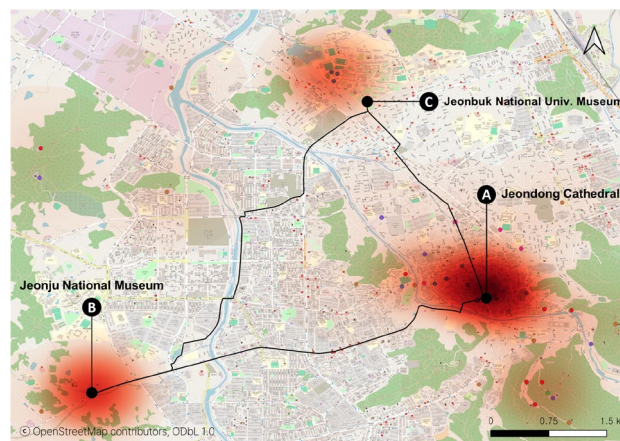 C Jeonbuk National Univ. Museum
A
Jeondong Cathedral
Jeonju National Museum
B
© OpenStreetMap contributors, ODbL 1.0
0 0.75 1.5 k